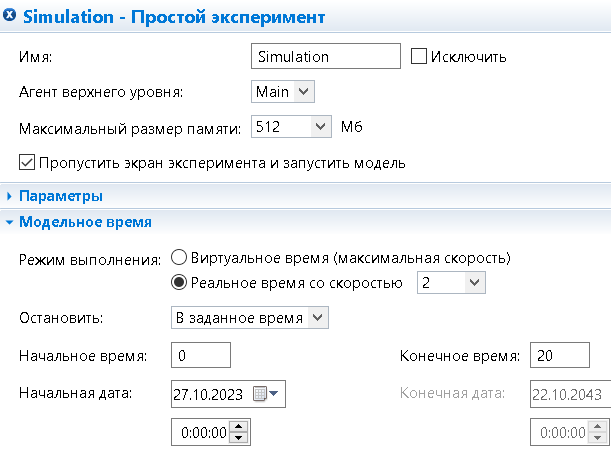 Simulation - Простой эксперимент
Имя: Simulation Исключить
Агент верхнего уровня: Main
Максимальный размер памяти: 512 Мб
Пропустить экран эксперимента и запустить модель
Параметры
Модельное время
Режим выполнения: Виртуальное время (максимальная скорость)
Реальное время со скоростью 2
Остановить: В заданное время
Начальное время: 0 Конечное время: 20
Начальная дата: 27.10.2023 Конечная дата: 22.10.2043
0:00:00 0:00:00